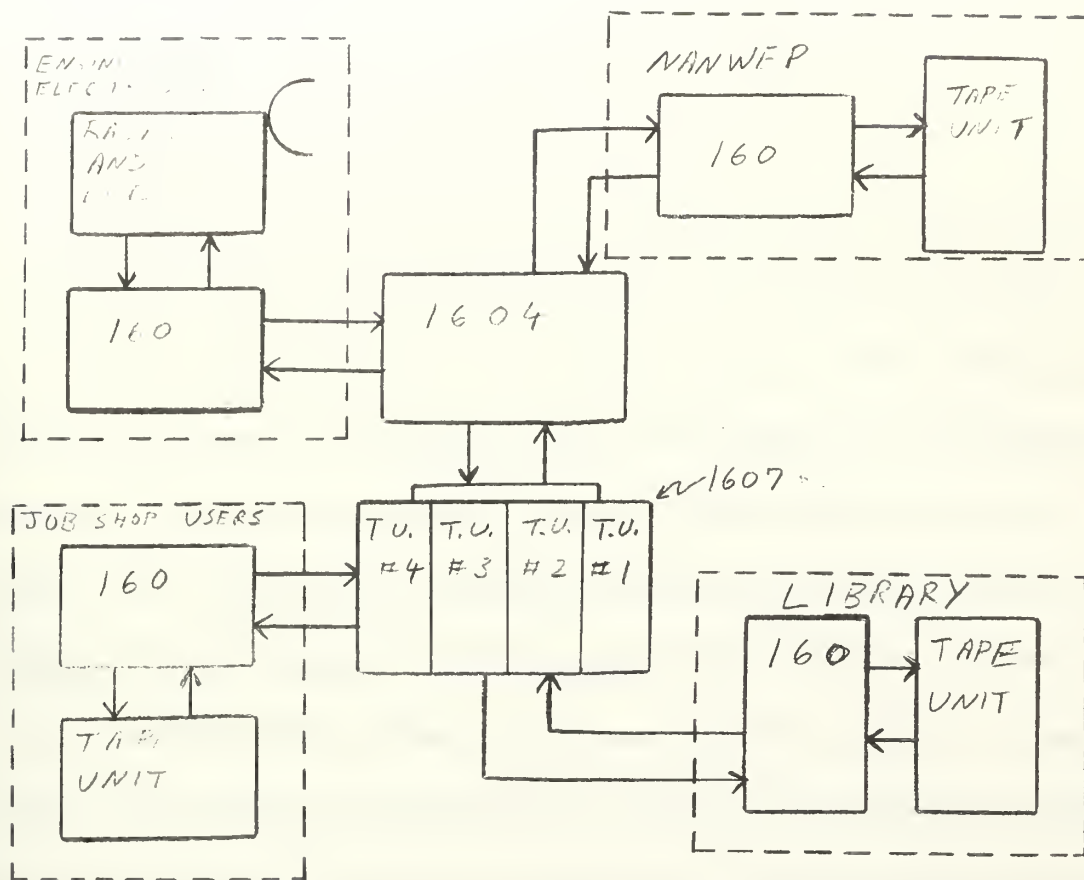 NANWEP
160
TAPE
UNIT
AND
160
1604
1607
JOB SHOP USERS
160
UNIT
T.U.
#4
T.U.
#3
T.U.
#2
T.U.
#1
LIBRARY
160
TAPE
UNIT